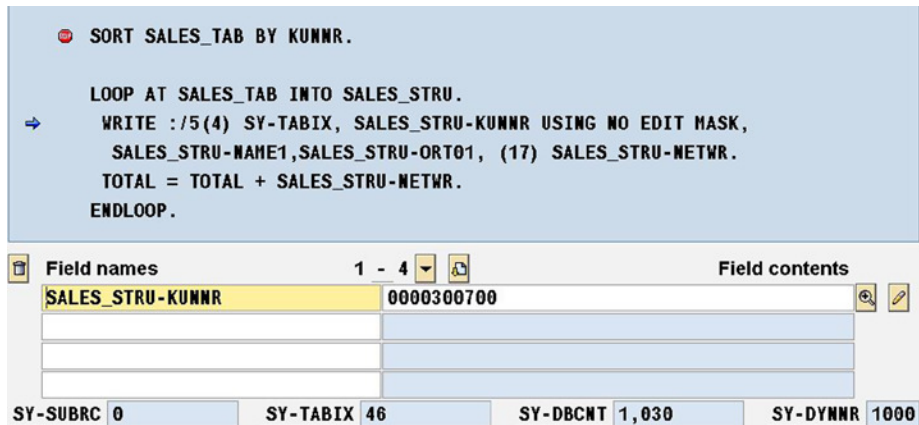 SORT SALES_TAB BY KUNNR.
LOOP AT SALES_TAB INTO SALES_STRU.
WRITE :/5(4) SY-TABIX, SALES_STRU-KUNNR USING NO EDIT MASK,
SALES_STRU-NAME1,SALES_STRU-ORT01, (17) SALES_STRU-NETWR.
TOTAL = TOTAL + SALES_STRU-NETWR.
ENDLOOP.
Field names 1 - 4 Field contents
SALES_STRU-KUNNR 0000300700
SY-SUBRC 0 SY-TABIX 46 SY-DBCNT 1,030 SY-DYNNR 1000